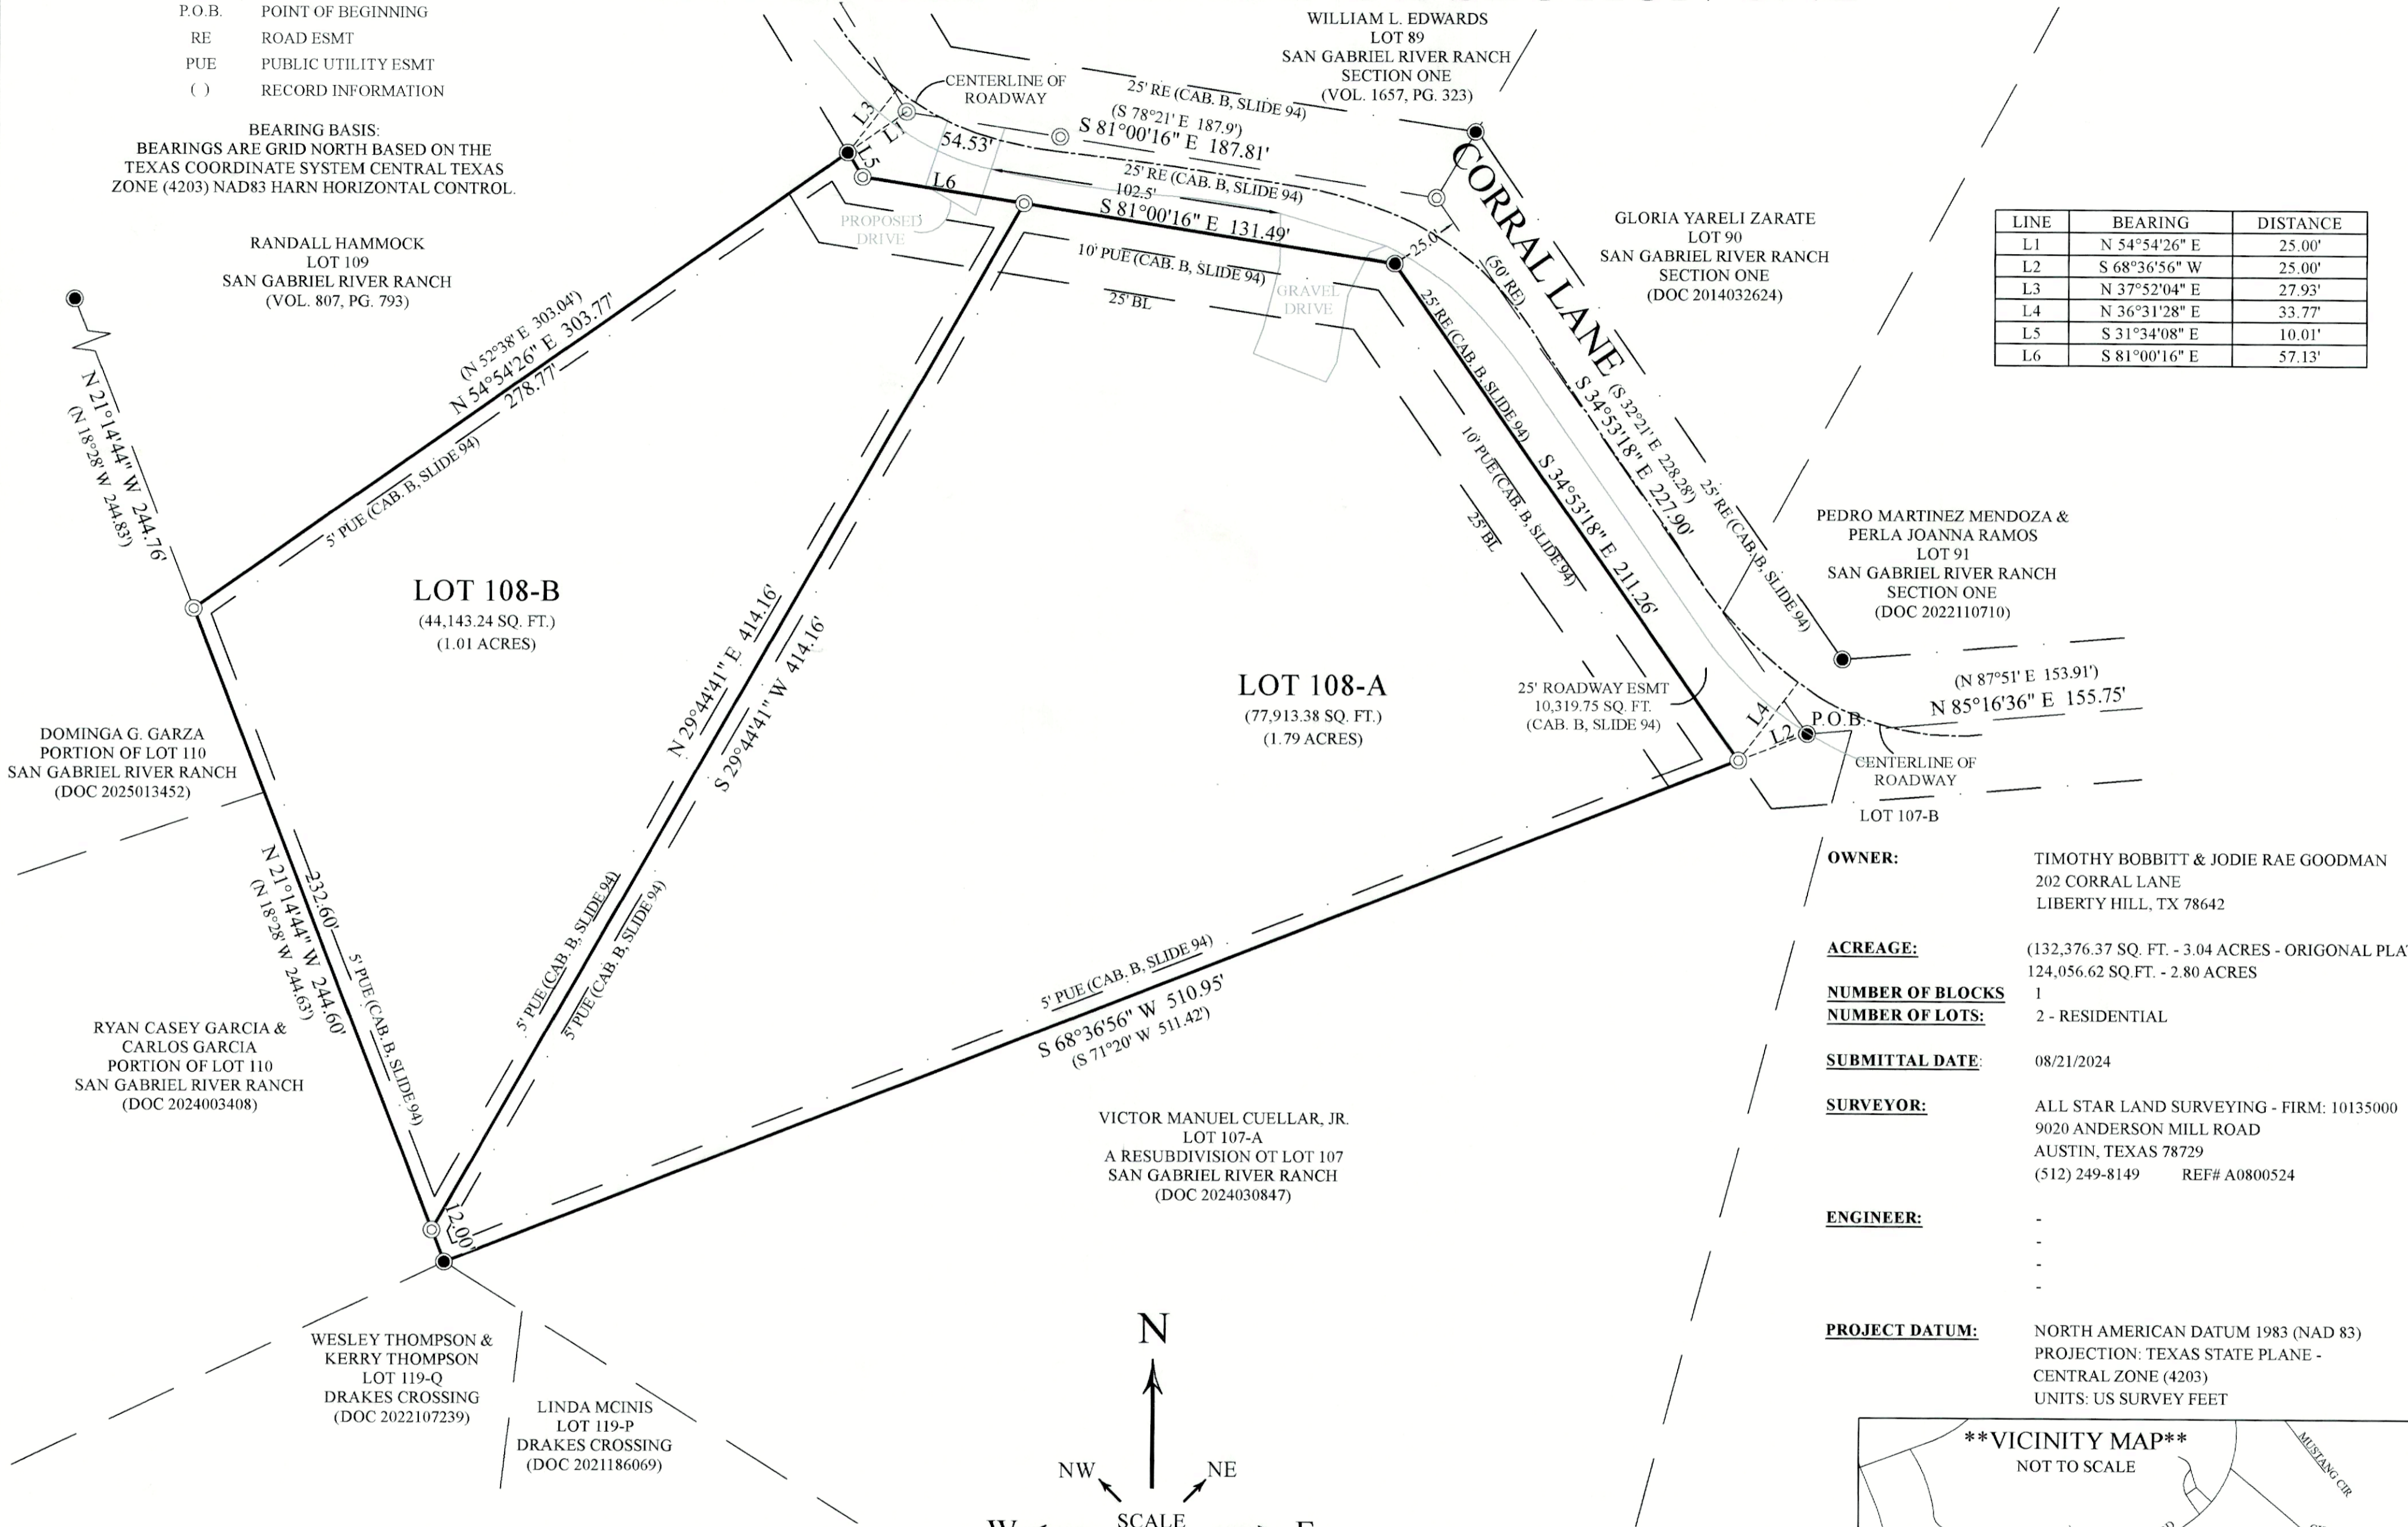 P.O.B. POINT OF BEGINNING
RE ROAD ESMT
PUE PUBLIC UTILITY ESMT
( ) RECORD INFORMATION
BEARING BASIS:
BEARINGS ARE GRID NORTH BASED ON THE
TEXAS COORDINATE SYSTEM CENTRAL TEXAS
ZONE (4203) NAD83 HARN HORIZONTAL CONTROL.
RANDALL HAMMOCK
LOT 109
SAN GABRIEL RIVER RANCH
(VOL. 807, PG. 793)
WILLIAM L. EDWARDS
LOT 89
SAN GABRIEL RIVER RANCH
SECTION ONE
(VOL. 1657, PG. 323)
CENTERLINE OF
ROADWAY
25' RE (CAB. B, SLIDE 94)
(S 78°21' E 187.9')
S 81°00'16" E 187.81'
L3
L1
L5
54.53'
L6
25' RE (CAB. B, SLIDE 94)
102.5'
S 81°00'16" E 131.49'
PROPOSED
DRIVE
10' PUE (CAB. B, SLIDE 94)
25' BL
GRAVEL
DRIVE
25.0'
CORRAL LANE
(50' RE)
GLORIA YARELI ZARATE
LOT 90
SAN GABRIEL RIVER RANCH
SECTION ONE
(DOC 2014032624)
LINE BEARING DISTANCE
L1 N 54°54'26" E 25.00'
L2 S 68°36'56" W 25.00'
L3 N 37°52'04" E 27.93'
L4 N 36°31'28" E 33.77'
L5 S 31°34'08" E 10.01'
L6 S 81°00'16" E 57.13'
(N 52°38' E 303.04')
N 54°54'26" E 303.77'
278.77'
5' PUE (CAB. B, SLIDE 94)
N 21°14'44" W 244.76'
(N 18°28' W 244.83')
25' RE (CAB. B, SLIDE 94)
S 34°53'18" E 211.26'
10' PUE (CAB. B, SLIDE 94)
25' BL
(S 32°21' E 228.28')
S 34°53'18" E 227.90'
25' RE (CAB. B, SLIDE 94)
PEDRO MARTINEZ MENDOZA &
PERLA JOANNA RAMOS
LOT 91
SAN GABRIEL RIVER RANCH
SECTION ONE
(DOC 2022110710)
LOT 108-B
(44,143.24 SQ. FT.)
(1.01 ACRES)
N 29°44'41" E 414.16'
S 29°44'41" W 414.16'
LOT 108-A
(77,913.38 SQ. FT.)
(1.79 ACRES)
25' ROADWAY ESMT
10,319.75 SQ. FT.
(CAB. B, SLIDE 94)
L4
L2
P.O.B.
(N 87°51' E 153.91')
N 85°16'36" E 155.75'
CENTERLINE OF
ROADWAY
LOT 107-B
DOMINGA G. GARZA
PORTION OF LOT 110
SAN GABRIEL RIVER RANCH
(DOC 2025013452)
232.60'
N 21°14'44" W 244.60'
(N 18°28' W 244.63')
5' PUE (CAB. B, SLIDE 94)
5' PUE (CAB. B, SLIDE 94)
5' PUE (CAB. B, SLIDE 94)
5' PUE (CAB. B, SLIDE 94)
S 68°36'56" W 510.95'
(S 71°20' W 511.42')
RYAN CASEY GARCIA &
CARLOS GARCIA
PORTION OF LOT 110
SAN GABRIEL RIVER RANCH
(DOC 2024003408)
12.00'
VICTOR MANUEL CUELLAR, JR.
LOT 107-A
A RESUBDIVISION OT LOT 107
SAN GABRIEL RIVER RANCH
(DOC 2024030847)
WESLEY THOMPSON &
KERRY THOMPSON
LOT 119-Q
DRAKES CROSSING
(DOC 2022107239)
LINDA MCINIS
LOT 119-P
DRAKES CROSSING
(DOC 2021186069)
OWNER: TIMOTHY BOBBITT & JODIE RAE GOODMAN
202 CORRAL LANE
LIBERTY HILL, TX 78642
ACREAGE: (132,376.37 SQ. FT. - 3.04 ACRES - ORIGONAL PLA
124,056.62 SQ.FT. - 2.80 ACRES
NUMBER OF BLOCKS 1
NUMBER OF LOTS: 2 - RESIDENTIAL
SUBMITTAL DATE: 08/21/2024
SURVEYOR: ALL STAR LAND SURVEYING - FIRM: 10135000
9020 ANDERSON MILL ROAD
AUSTIN, TEXAS 78729
(512) 249-8149 REF# A0800524
ENGINEER: -
-
-
-
PROJECT DATUM: NORTH AMERICAN DATUM 1983 (NAD 83)
PROJECTION: TEXAS STATE PLANE -
CENTRAL ZONE (4203)
UNITS: US SURVEY FEET
N
NW NE
SCALE
**VICINITY MAP**
NOT TO SCALE
MUSTANG CIR